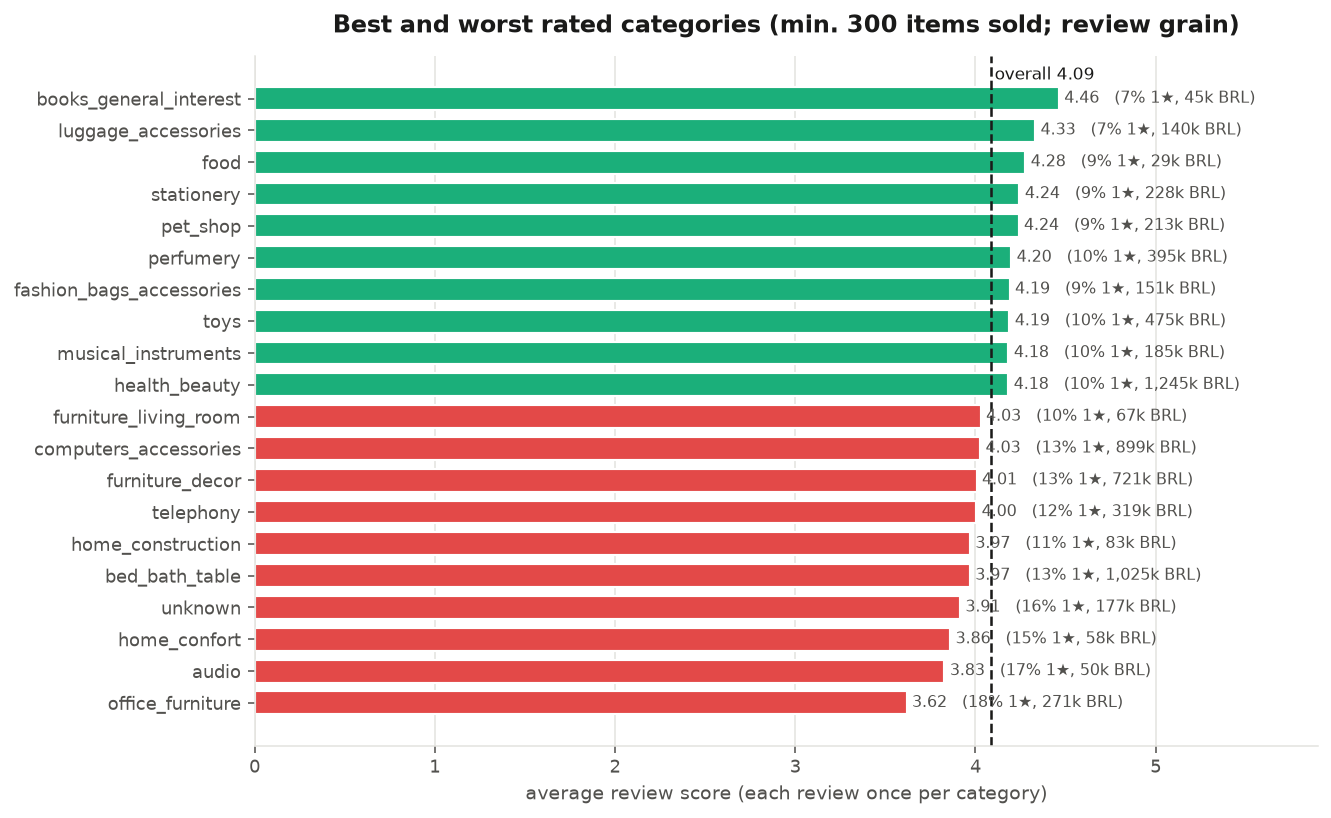 Best and worst rated categories (min. 300 items sold; review grain)
overall 4.09
books_general_interest 4.46 (7% 1★, 45k BRL)
luggage_accessories 4.33 (7% 1★, 140k BRL)
food 4.28 (9% 1★, 29k BRL)
stationery 4.24 (9% 1★, 228k BRL)
pet_shop 4.24 (9% 1★, 213k BRL)
perfumery 4.20 (10% 1★, 395k BRL)
fashion_bags_accessories 4.19 (9% 1★, 151k BRL)
toys 4.19 (10% 1★, 475k BRL)
musical_instruments 4.18 (10% 1★, 185k BRL)
health_beauty 4.18 (10% 1★, 1,245k BRL)
furniture_living_room 4.03 (10% 1★, 67k BRL)
computers_accessories 4.03 (13% 1★, 899k BRL)
furniture_decor 4.01 (13% 1★, 721k BRL)
telephony 4.00 (12% 1★, 319k BRL)
home_construction 3.97 (11% 1★, 83k BRL)
bed_bath_table 3.97 (13% 1★, 1,025k BRL)
unknown 3.91 (16% 1★, 177k BRL)
home_confort 3.86 (15% 1★, 58k BRL)
audio 3.83 (17% 1★, 50k BRL)
office_furniture 3.62 (18% 1★, 271k BRL)
0 1 2 3 4 5
average review score (each review once per category)